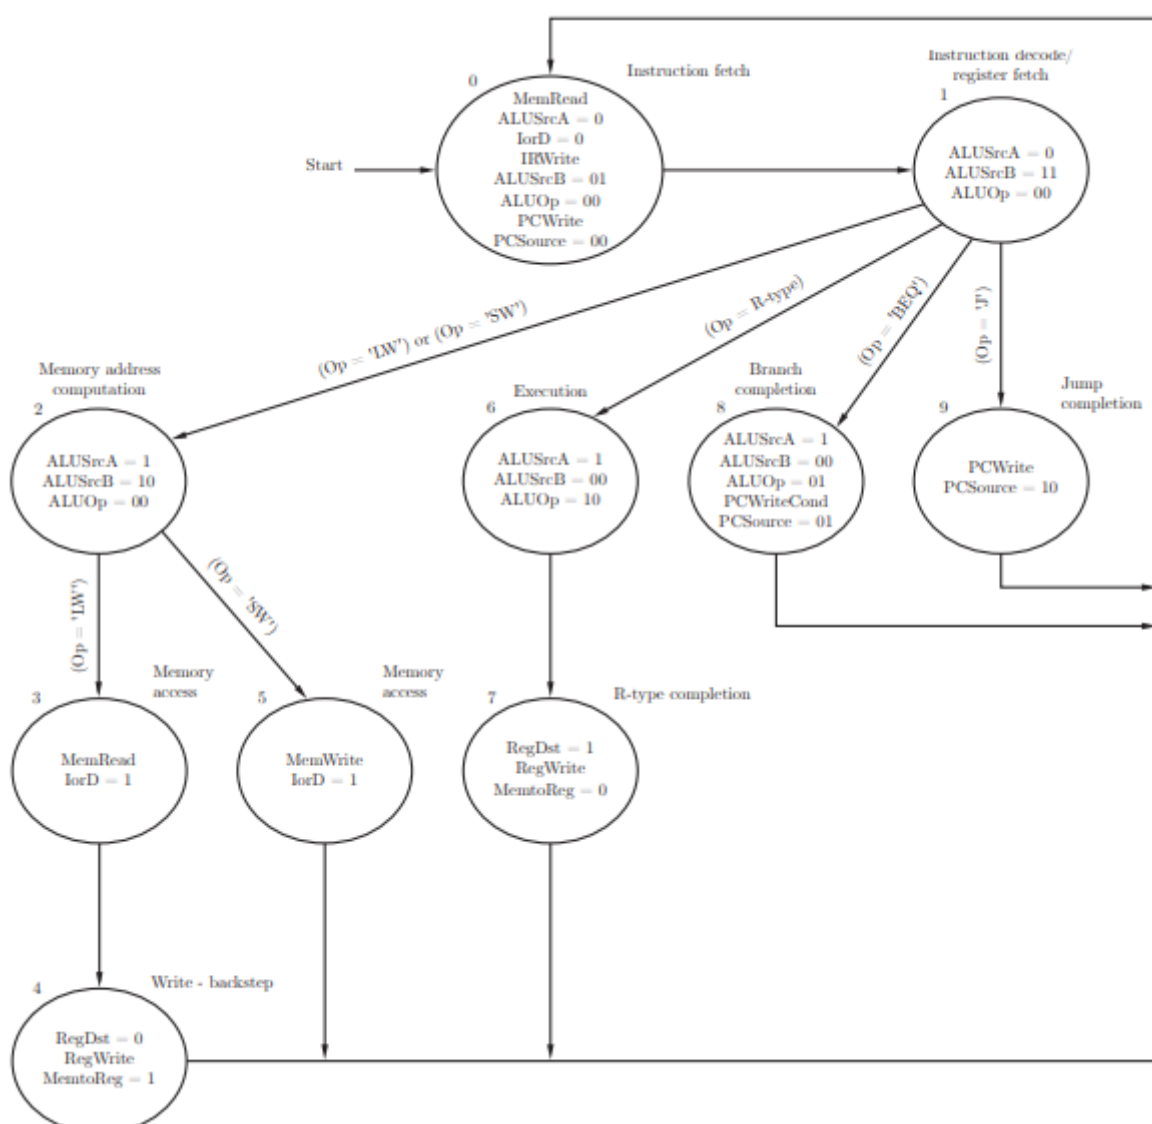 0
Instruction fetch
MemRead
ALUSrcA = 0
IorD = 0
IRWrite
ALUSrcB = 01
ALUOp = 00
PCWrite
PCSource = 00
Start
Instruction decode/
register fetch
1
ALUSrcA = 0
ALUSrcB = 11
ALUOp = 00
(Op = 'LW') or (Op = 'SW')
(Op = R-type)
(Op = 'BEQ')
(Op = 'J')
Memory address
computation
2
ALUSrcA = 1
ALUSrcB = 10
ALUOp = 00
Execution
6
ALUSrcA = 1
ALUSrcB = 00
ALUOp = 10
Branch
completion
8
ALUSrcA = 1
ALUSrcB = 00
ALUOp = 01
PCWriteCond
PCSource = 01
Jump
completion
9
PCWrite
PCSource = 10
(Op = 'LW')
(Op = 'SW')
Memory
access
3
MemRead
IorD = 1
Memory
access
5
MemWrite
IorD = 1
R-type completion
7
RegDst = 1
RegWrite
MemtoReg = 0
Write - backstep
4
RegDst = 0
RegWrite
MemtoReg = 1